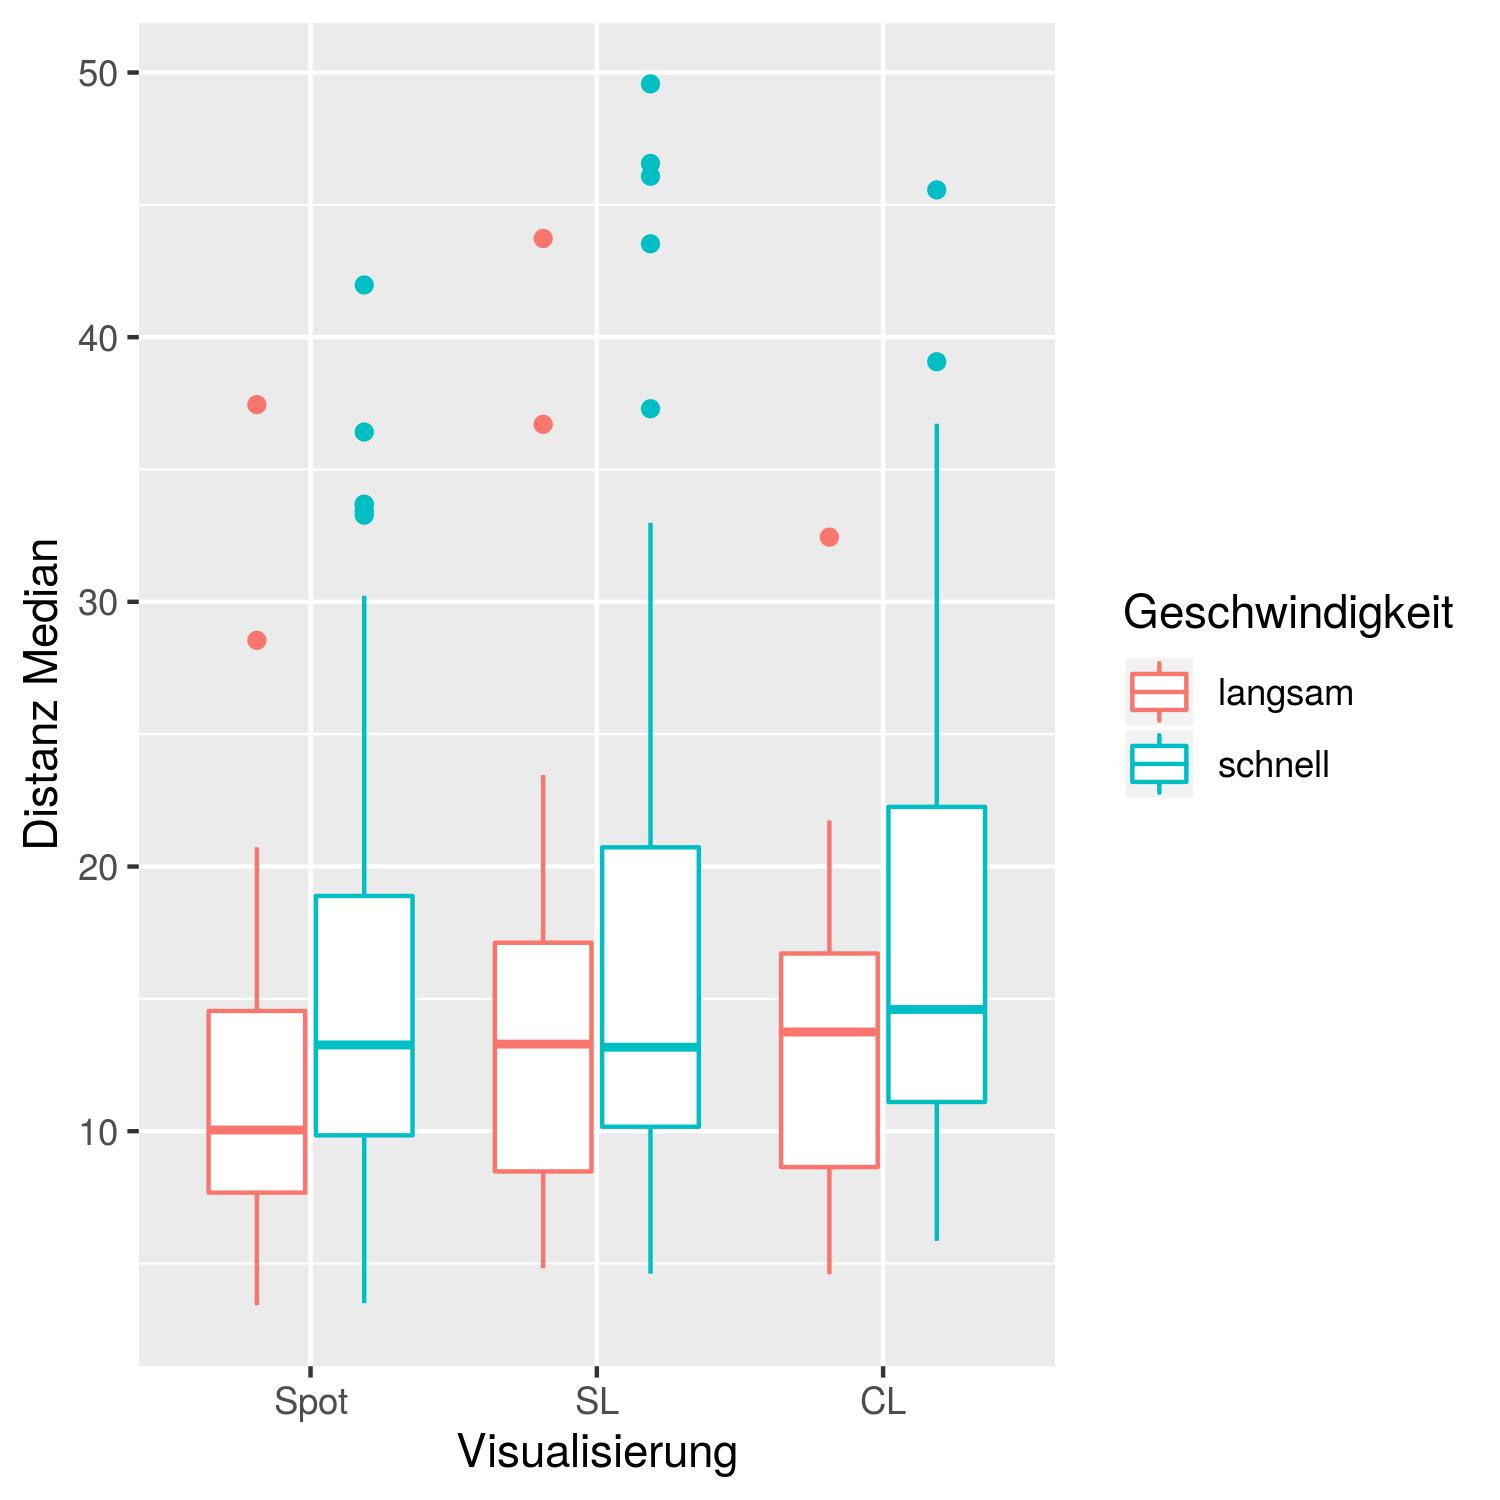 Distanz Median
50
40
30
20
10
Spot SL CL
Visualisierung
Geschwindigkeit
langsam
schnell